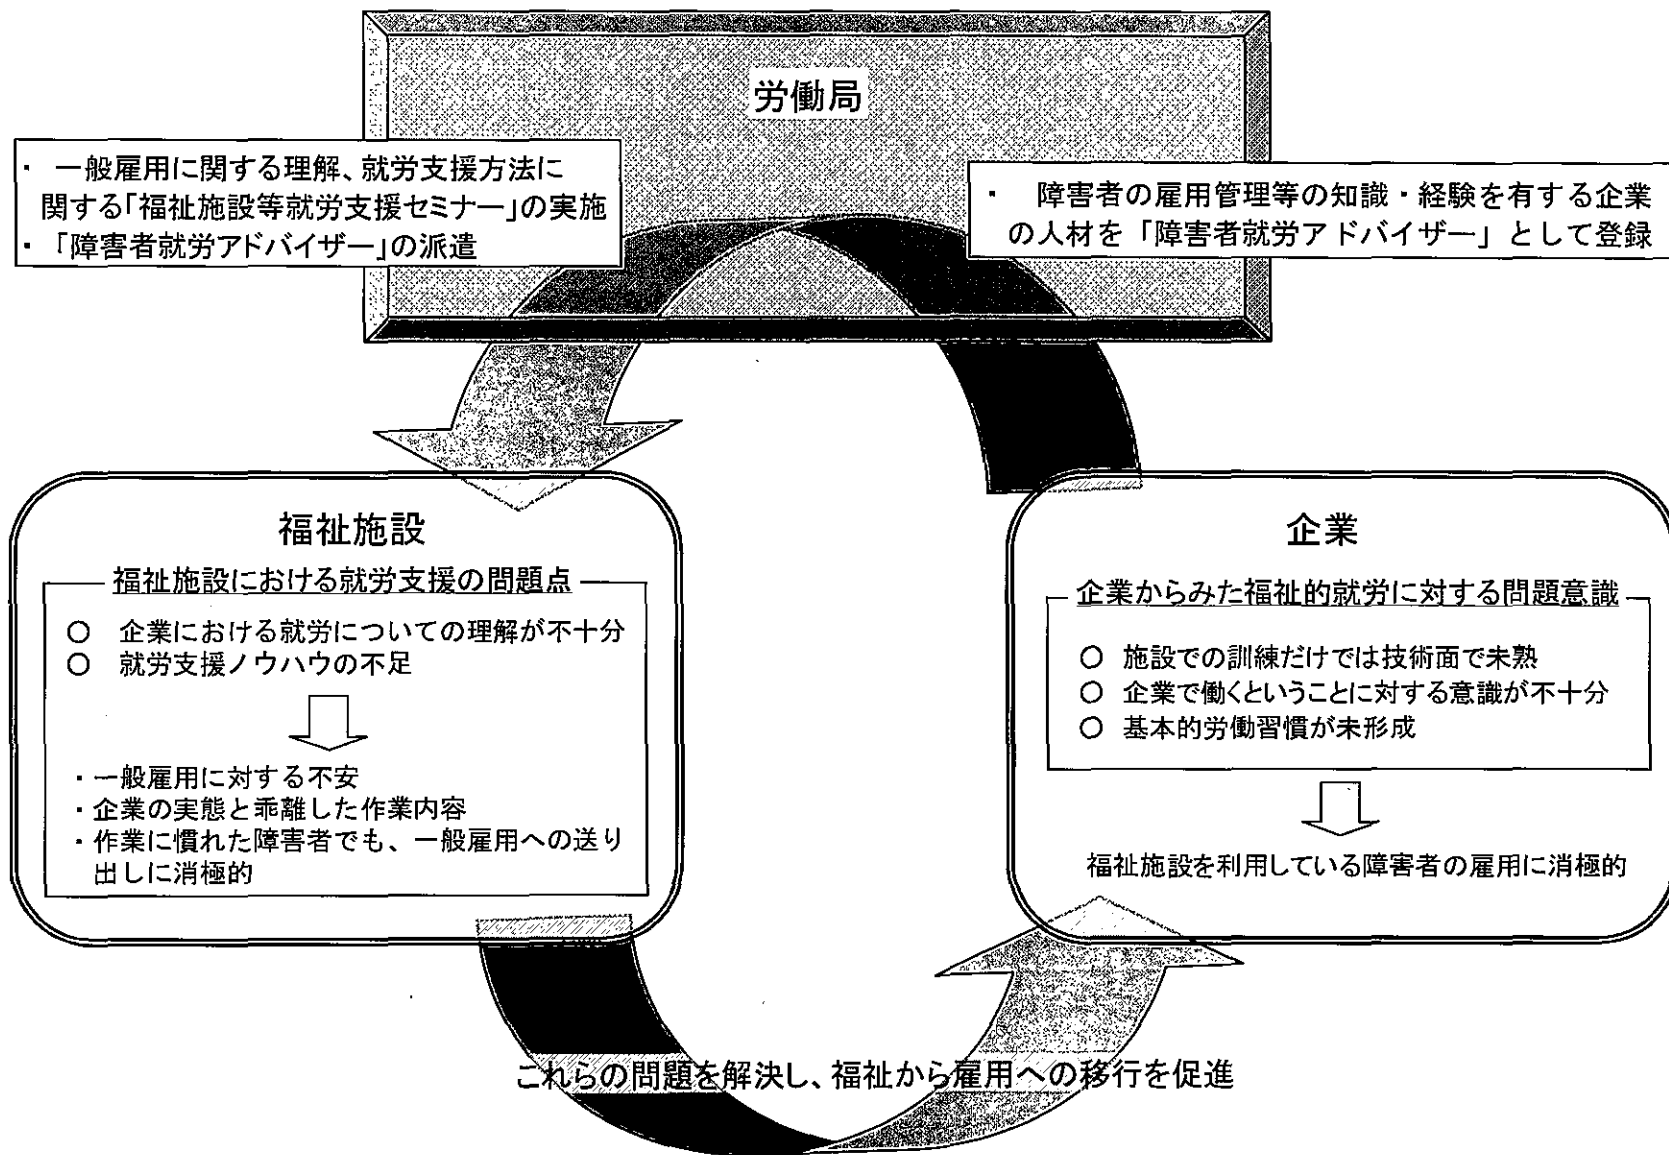 労働局
・ 一般雇用に関する理解、就労支援方法に
関する「福祉施設等就労支援セミナー」の実施
・ 「障害者就労アドバイザー」の派遣
・ 障害者の雇用管理等の知識・経験を有する企業
の人材を「障害者就労アドバイザー」として登録
福祉施設
福祉施設における就労支援の問題点
○ 企業における就労についての理解が不十分
○ 就労支援ノウハウの不足
・一般雇用に対する不安
・企業の実態と乖離した作業内容
・作業に慣れた障害者でも、一般雇用への送り
出しに消極的
企業
企業からみた福祉的就労に対する問題意識
○ 施設での訓練だけでは技術面で未熟
○ 企業で働くということに対する意識が不十分
○ 基本的労働習慣が未形成
福祉施設を利用している障害者の雇用に消極的
これらの問題を解決し、福祉から雇用への移行を促進